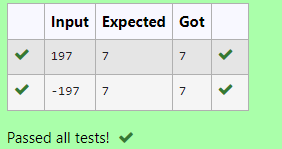 Input Expected Got
197 7 7
-197 7 7
Passed all tests!